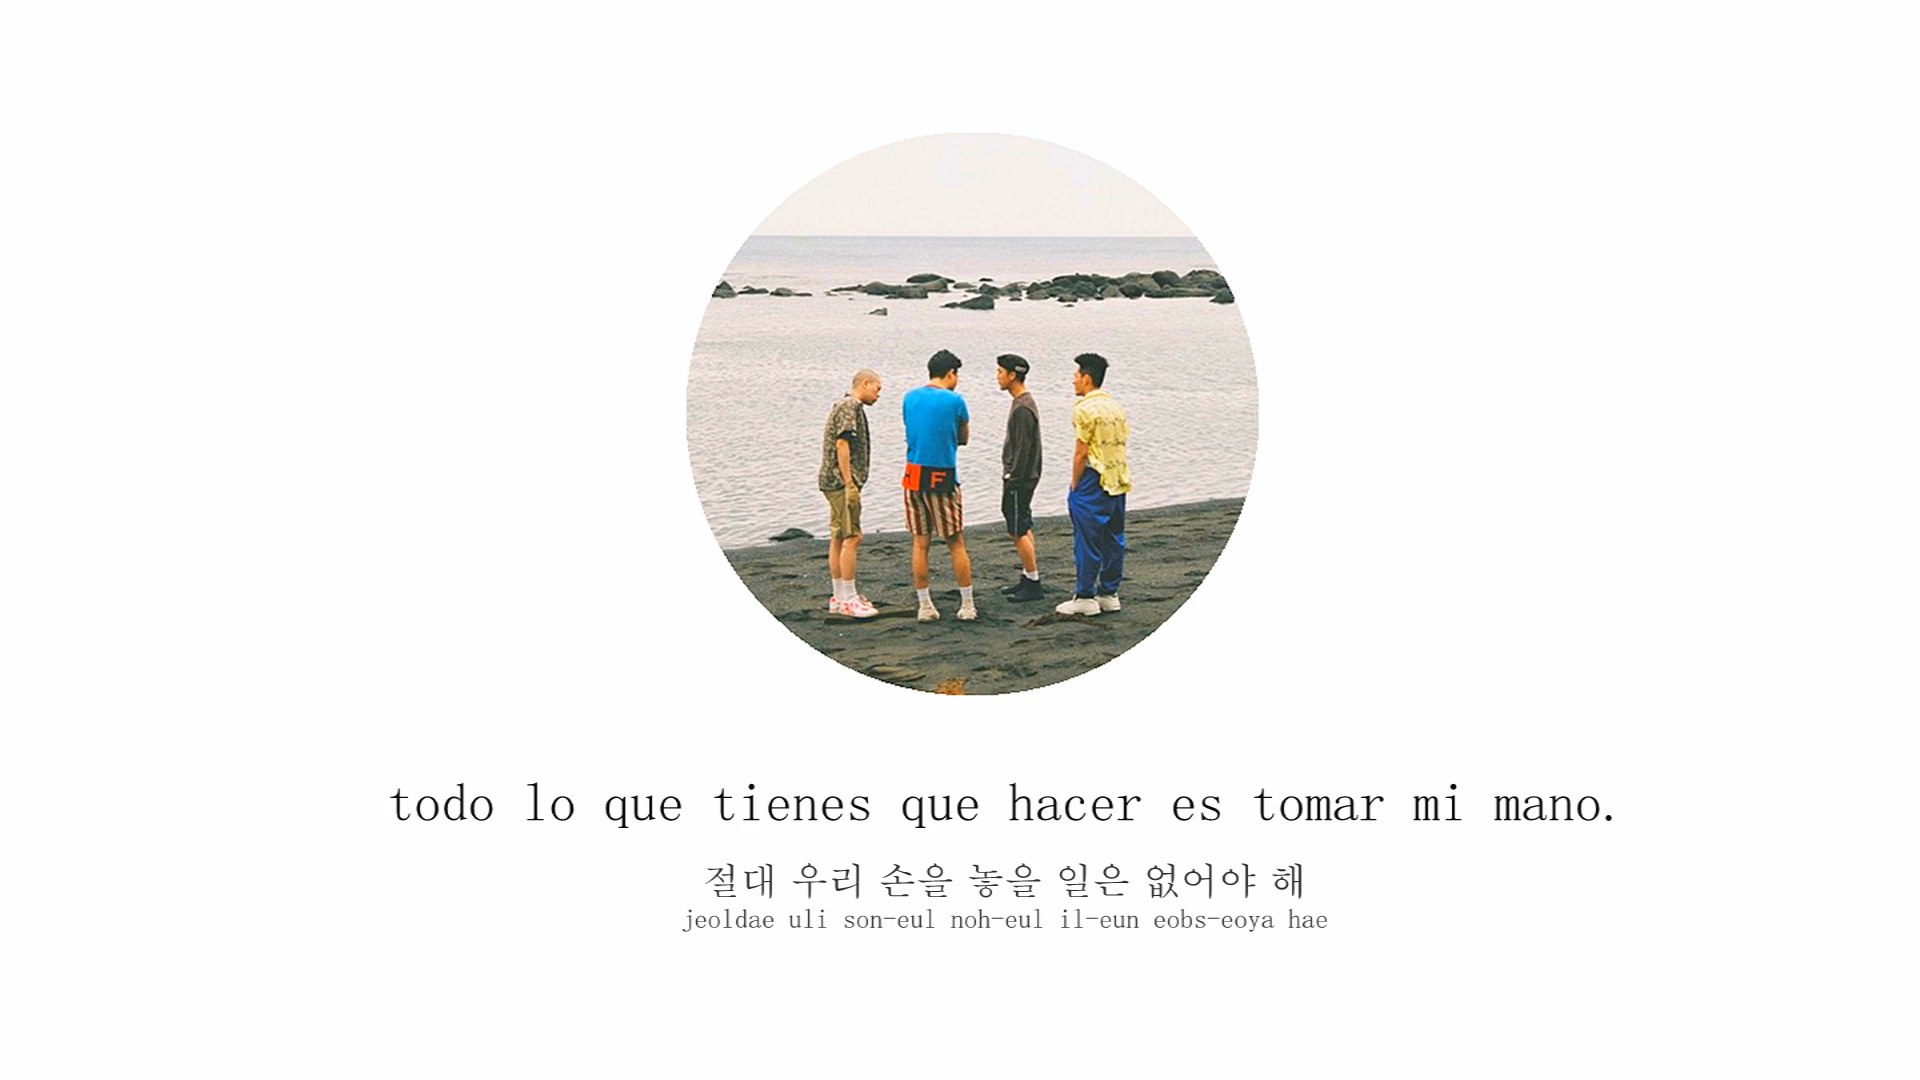 F
todo lo que tienes que hacer es tomar mi mano.
절대 우리 손을 놓을 일은 없어야 해
jeoldae uli son-eul noh-eul il-eun eobs-eoya hae